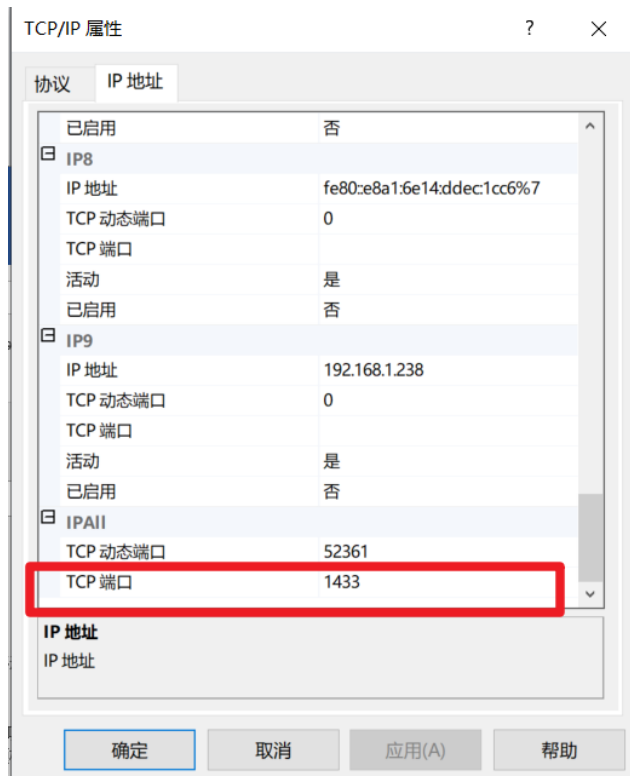 TCP/IP 属性 ?
协议 IP 地址
已启用 否
IP8
IP 地址 fe80::e8a1:6e14:ddec:1cc6%7
TCP 动态端口 0
TCP 端口
活动 是
已启用 否
IP9
IP 地址 192.168.1.238
TCP 动态端口 0
TCP 端口
活动 是
已启用 否
IPAll
TCP 动态端口 52361
TCP 端口 1433
IP 地址
IP 地址
确定 取消 应用(A) 帮助